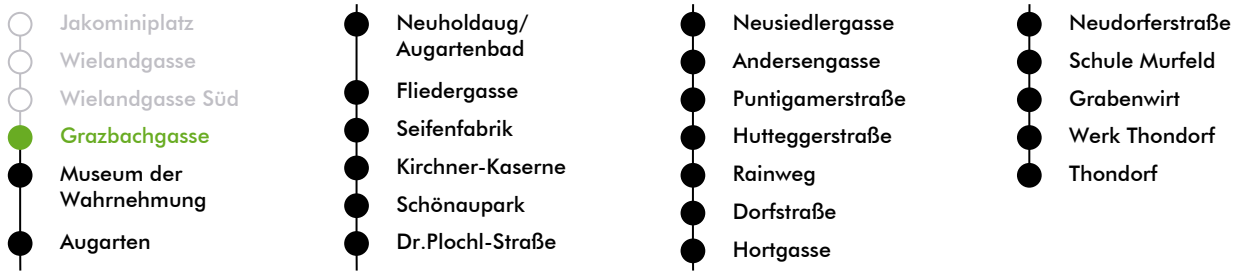 Jakominiplatz
Wielandgasse
Wielandgasse Süd
Grazbachgasse
Museum der
Wahrnehmung
Augarten
Neuholdaug/
Augartenbad
Fliedergasse
Seifenfabrik
Kirchner-Kaserne
Schönaupark
Dr.Plochl-Straße
Neusiedlergasse
Andersengasse
Puntigamerstraße
Hutteggerstraße
Rainweg
Dorfstraße
Hortgasse
Neudorferstraße
Schule Murfeld
Grabenwirt
Werk Thondorf
Thondorf